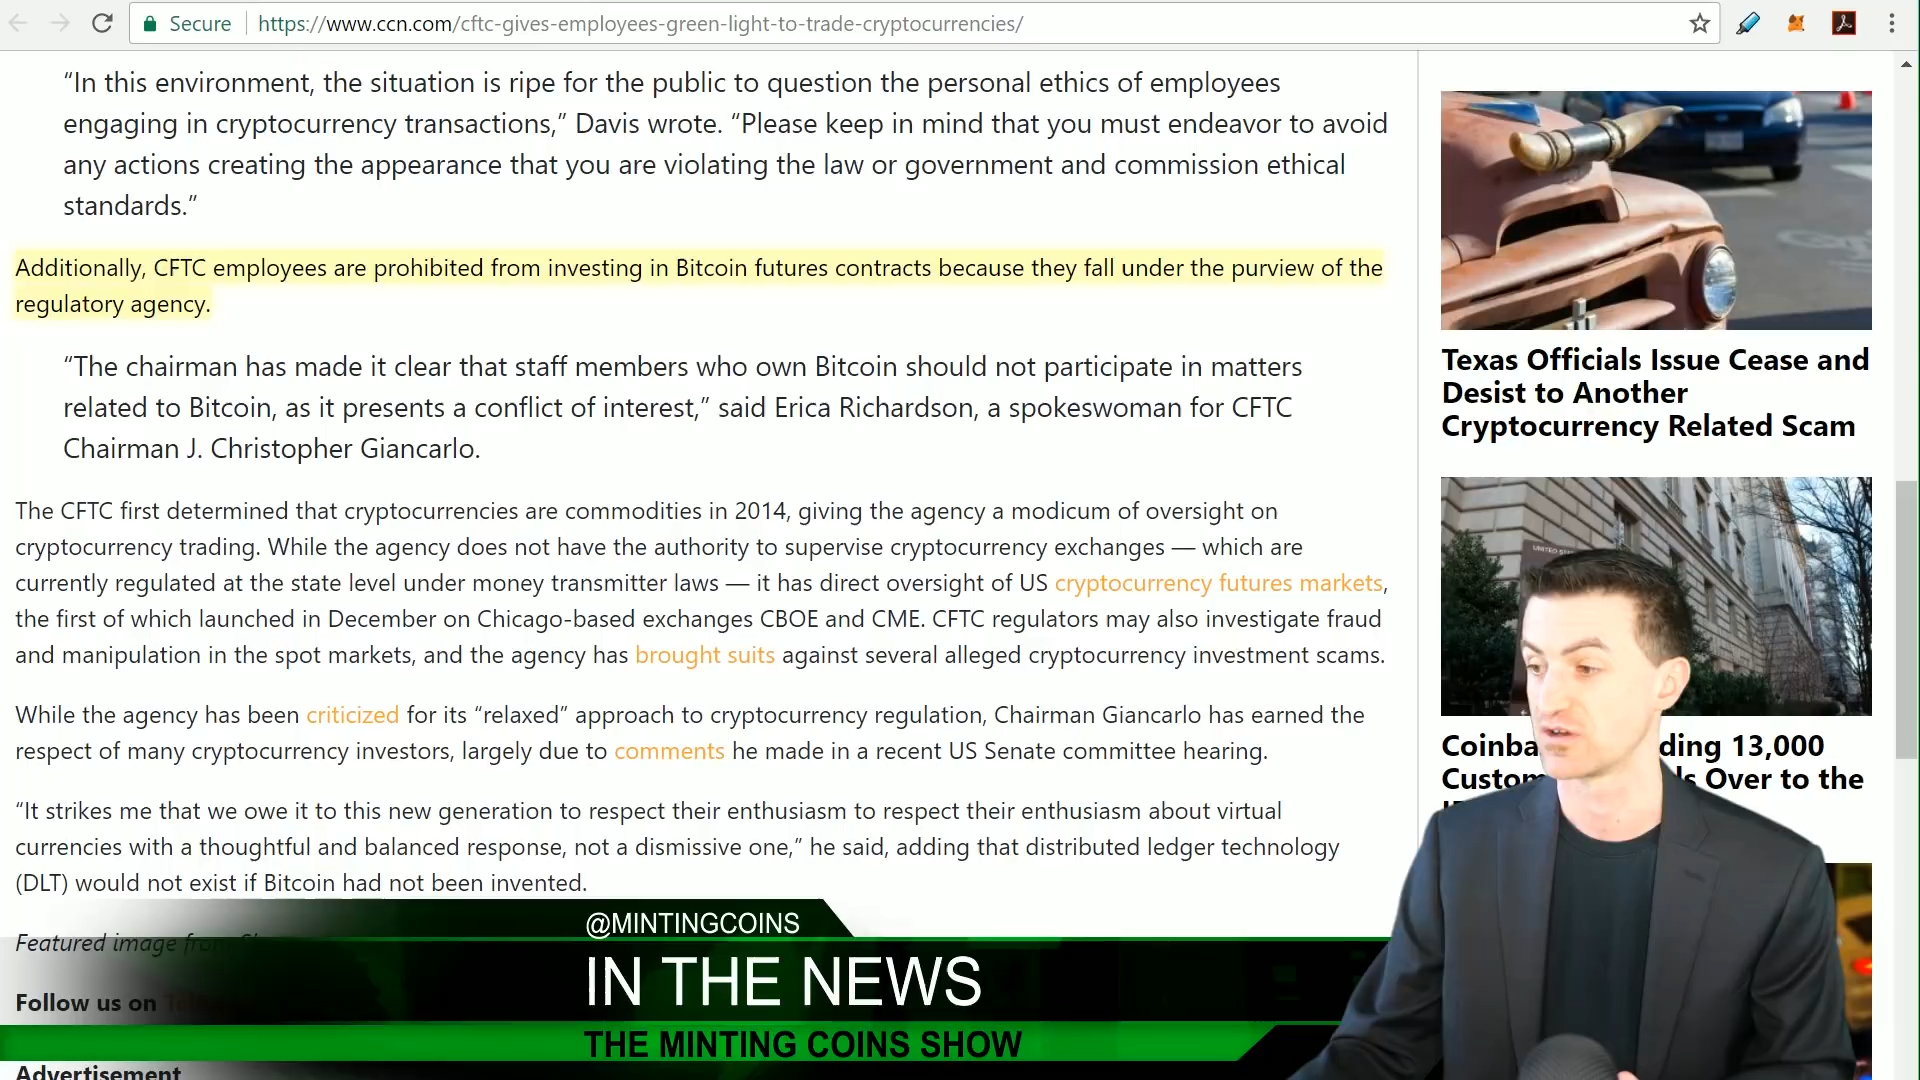 Secure
https://www.ccn.com/cftc-gives-employees-green-light-to-trade-cryptocurrencies/
“In this environment, the situation is ripe for the public to question the personal ethics of employees
engaging in cryptocurrency transactions,” Davis wrote. “Please keep in mind that you must endeavor to avoid
any actions creating the appearance that you are violating the law or government and commission ethical
standards.”
Additionally, CFTC employees are prohibited from investing in Bitcoin futures contracts because they fall under the purview of the
regulatory agency.
“The chairman has made it clear that staff members who own Bitcoin should not participate in matters
related to Bitcoin, as it presents a conflict of interest,” said Erica Richardson, a spokeswoman for CFTC
Chairman J. Christopher Giancarlo.
The CFTC first determined that cryptocurrencies are commodities in 2014, giving the agency a modicum of oversight on
cryptocurrency trading. While the agency does not have the authority to supervise cryptocurrency exchanges — which are
currently regulated at the state level under money transmitter laws — it has direct oversight of US cryptocurrency futures markets,
the first of which launched in December on Chicago-based exchanges CBOE and CME. CFTC regulators may also investigate fraud
and manipulation in the spot markets, and the agency has brought suits against several alleged cryptocurrency investment scams.
While the agency has been criticized for its “relaxed” approach to cryptocurrency regulation, Chairman Giancarlo has earned the
respect of many cryptocurrency investors, largely due to comments he made in a recent US Senate committee hearing.
“It strikes me that we owe it to this new generation to respect their enthusiasm to respect their enthusiasm about virtual
currencies with a thoughtful and balanced response, not a dismissive one,” he said, adding that distributed ledger technology
(DLT) would not exist if Bitcoin had not been invented.
Featured image from
Follow us on
Advertisement
Texas Officials Issue Cease and
Desist to Another
Cryptocurrency Related Scam
13,000
Over to the
@MINTINGCOINS
IN THE NEWS
THE MINTING COINS SHOW